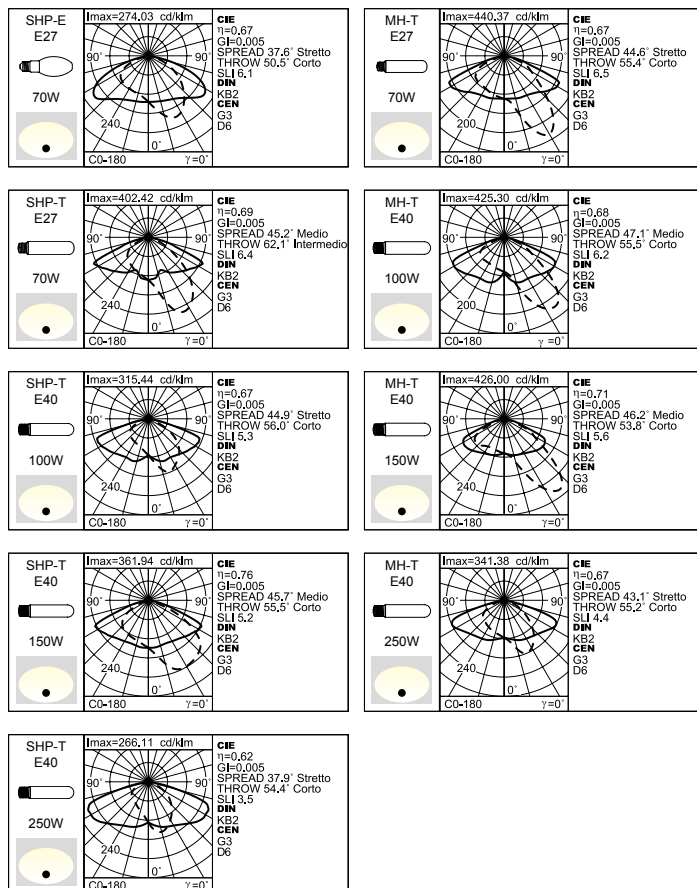 SHP-E
E27
70W
Imax=274.03 cd/klm
90° 90°
240
0°
C0-180 γ=0°
CIE
η=0.67
GI=0.005
SPREAD 37.6° Stretto
THROW 50.5° Corto
SLI 6.1
DIN
KB2
CEN
G3
D6
MH-T
E27
70W
Imax=440.37 cd/klm
90° 90°
200
0°
C0-180 γ=0°
CIE
η=0.67
GI=0.005
SPREAD 44.6° Stretto
THROW 55.4° Corto
SLI 6.5
DIN
KB2
CEN
G3
D6
SHP-T
E27
70W
Imax=402.42 cd/klm
90° 90°
240
0°
C0-180 γ=0°
CIE
η=0.69
GI=0.005
SPREAD 45.2° Medio
THROW 62.1° Intermedio
SLI 6.4
DIN
KB2
CEN
G3
D6
MH-T
E40
100W
Imax=425.30 cd/klm
90° 90°
200
0°
C0-180 γ=0°
CIE
η=0.68
GI=0.005
SPREAD 47.1° Medio
THROW 55.5° Corto
SLI 6.2
DIN
KB2
CEN
G3
D6
SHP-T
E40
100W
Imax=315.44 cd/klm
90° 90°
240
0°
C0-180 γ=0°
CIE
η=0.67
GI=0.005
SPREAD 44.9° Stretto
THROW 56.0° Corto
SLI 5.3
DIN
KB2
CEN
G3
D6
MH-T
E40
150W
Imax=426.00 cd/klm
90° 90°
240
0°
C0-180 γ=0°
CIE
η=0.71
GI=0.005
SPREAD 46.2° Medio
THROW 53.8° Corto
SLI 5.6
DIN
KB2
CEN
G3
D6
SHP-T
E40
150W
Imax=361.94 cd/klm
90° 90°
240
0°
C0-180 γ=0°
CIE
η=0.76
GI=0.005
SPREAD 45.7° Medio
THROW 55.5° Corto
SLI 5.2
DIN
KB2
CEN
G3
D6
MH-T
E40
250W
Imax=341.38 cd/klm
90° 90°
240
0°
C0-180 γ=0°
CIE
η=0.67
GI=0.005
SPREAD 43.1° Stretto
THROW 55.2° Corto
SLI 4.4
DIN
KB2
CEN
G3
D6
SHP-T
E40
250W
Imax=266.11 cd/klm
90° 90°
240
0°
C0-180 γ=0°
CIE
η=0.62
GI=0.005
SPREAD 37.9° Stretto
THROW 54.4° Corto
SLI 3.5
DIN
KB2
CEN
G3
D6